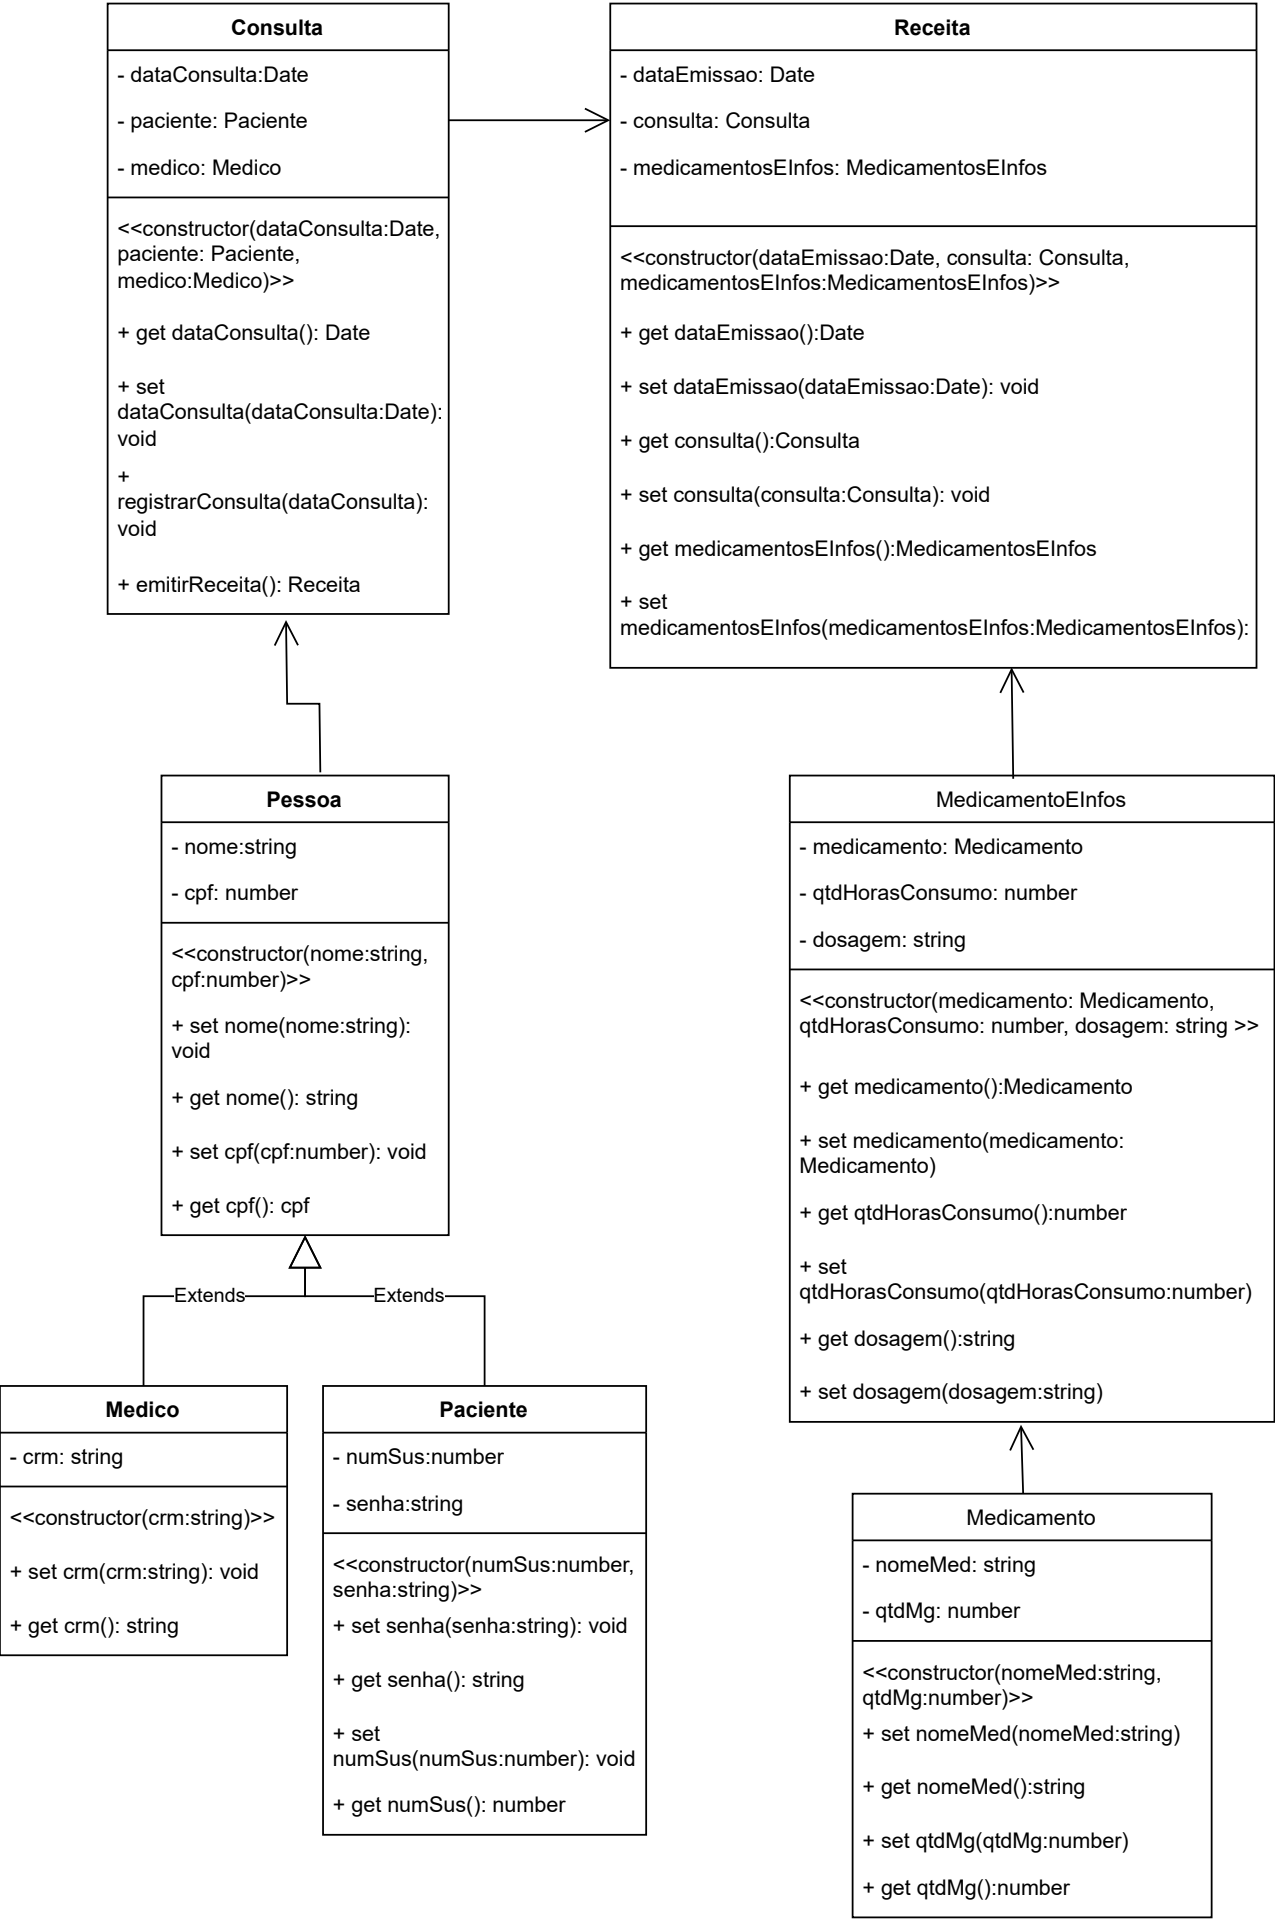 Consulta
- dataConsulta:Date
- paciente: Paciente
- medico: Medico
<<constructor(dataConsulta:Date,
paciente: Paciente,
medico:Medico)>>
+ get dataConsulta(): Date
+ set
dataConsulta(dataConsulta:Date):
void
+
registrarConsulta(dataConsulta):
void
+ emitirReceita(): Receita
Receita
- dataEmissao: Date
- consulta: Consulta
- medicamentosEInfos: MedicamentosEInfos
<<constructor(dataEmissao:Date, consulta: Consulta,
medicamentosEInfos:MedicamentosEInfos)>>
+ get dataEmissao():Date
+ set dataEmissao(dataEmissao:Date): void
+ get consulta():Consulta
+ set consulta(consulta:Consulta): void
+ get medicamentosEInfos():MedicamentosEInfos
+ set
medicamentosEInfos(medicamentosEInfos:MedicamentosEInfos):
Pessoa
- nome:string
- cpf: number
<<constructor(nome:string,
cpf:number)>>
+ set nome(nome:string):
void
+ get nome(): string
+ set cpf(cpf:number): void
+ get cpf(): cpf
MedicamentoEInfos
- medicamento: Medicamento
- qtdHorasConsumo: number
- dosagem: string
<<constructor(medicamento: Medicamento,
qtdHorasConsumo: number, dosagem: string >>
+ get medicamento():Medicamento
+ set medicamento(medicamento:
Medicamento)
+ get qtdHorasConsumo():number
+ set
qtdHorasConsumo(qtdHorasConsumo:number)
+ get dosagem():string
+ set dosagem(dosagem:string)
Extends
Extends
Medico
- crm: string
<<constructor(crm:string)>>
+ set crm(crm:string): void
+ get crm(): string
Paciente
- numSus:number
- senha:string
<<constructor(numSus:number,
senha:string)>>
+ set senha(senha:string): void
+ get senha(): string
+ set
numSus(numSus:number): void
+ get numSus(): number
Medicamento
- nomeMed: string
- qtdMg: number
<<constructor(nomeMed:string,
qtdMg:number)>>
+ set nomeMed(nomeMed:string)
+ get nomeMed():string
+ set qtdMg(qtdMg:number)
+ get qtdMg():number